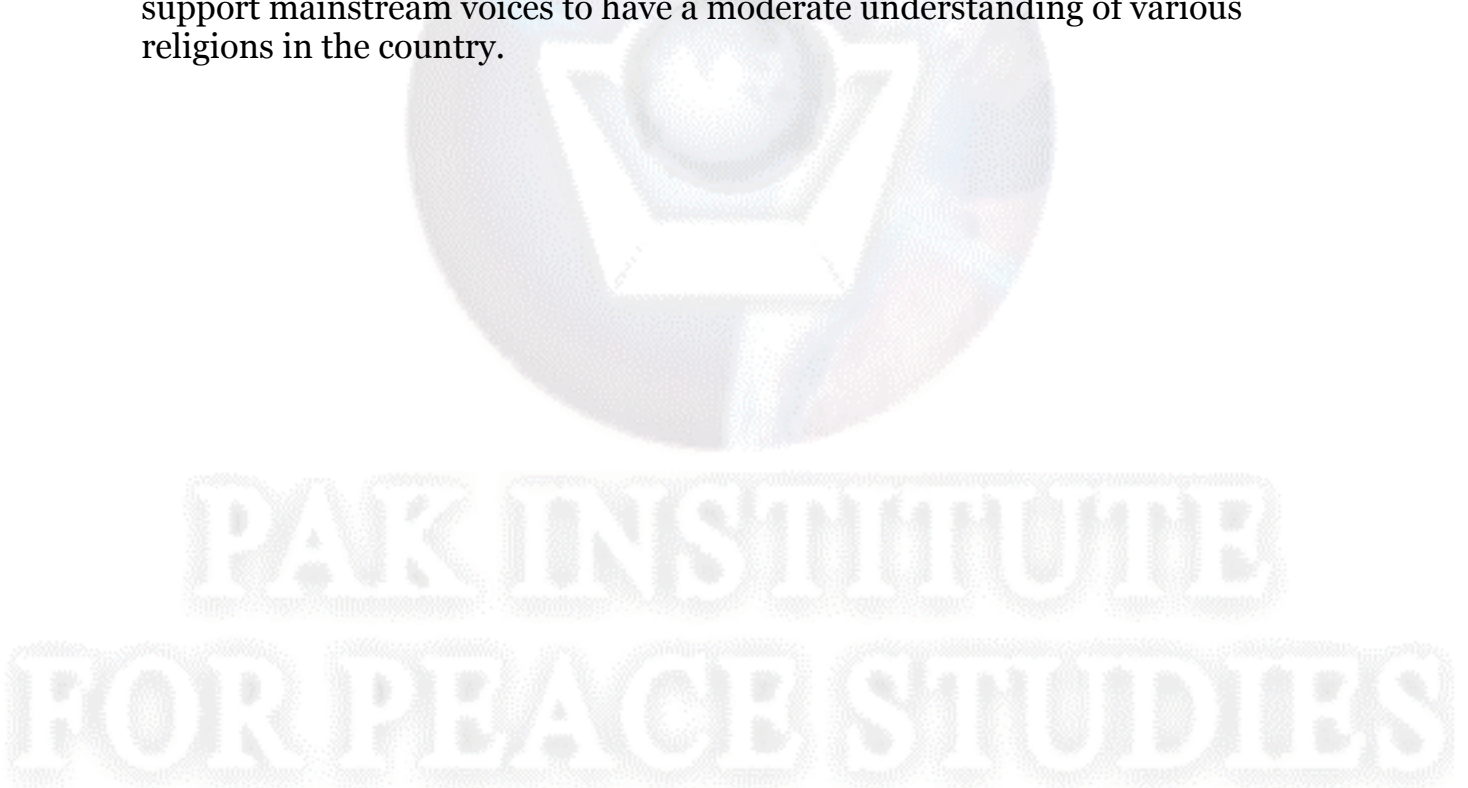 support mainstream voices to have a moderate understanding of various
religions in the country.
PAK INSTITUTE
FOR PEACE STUDIES